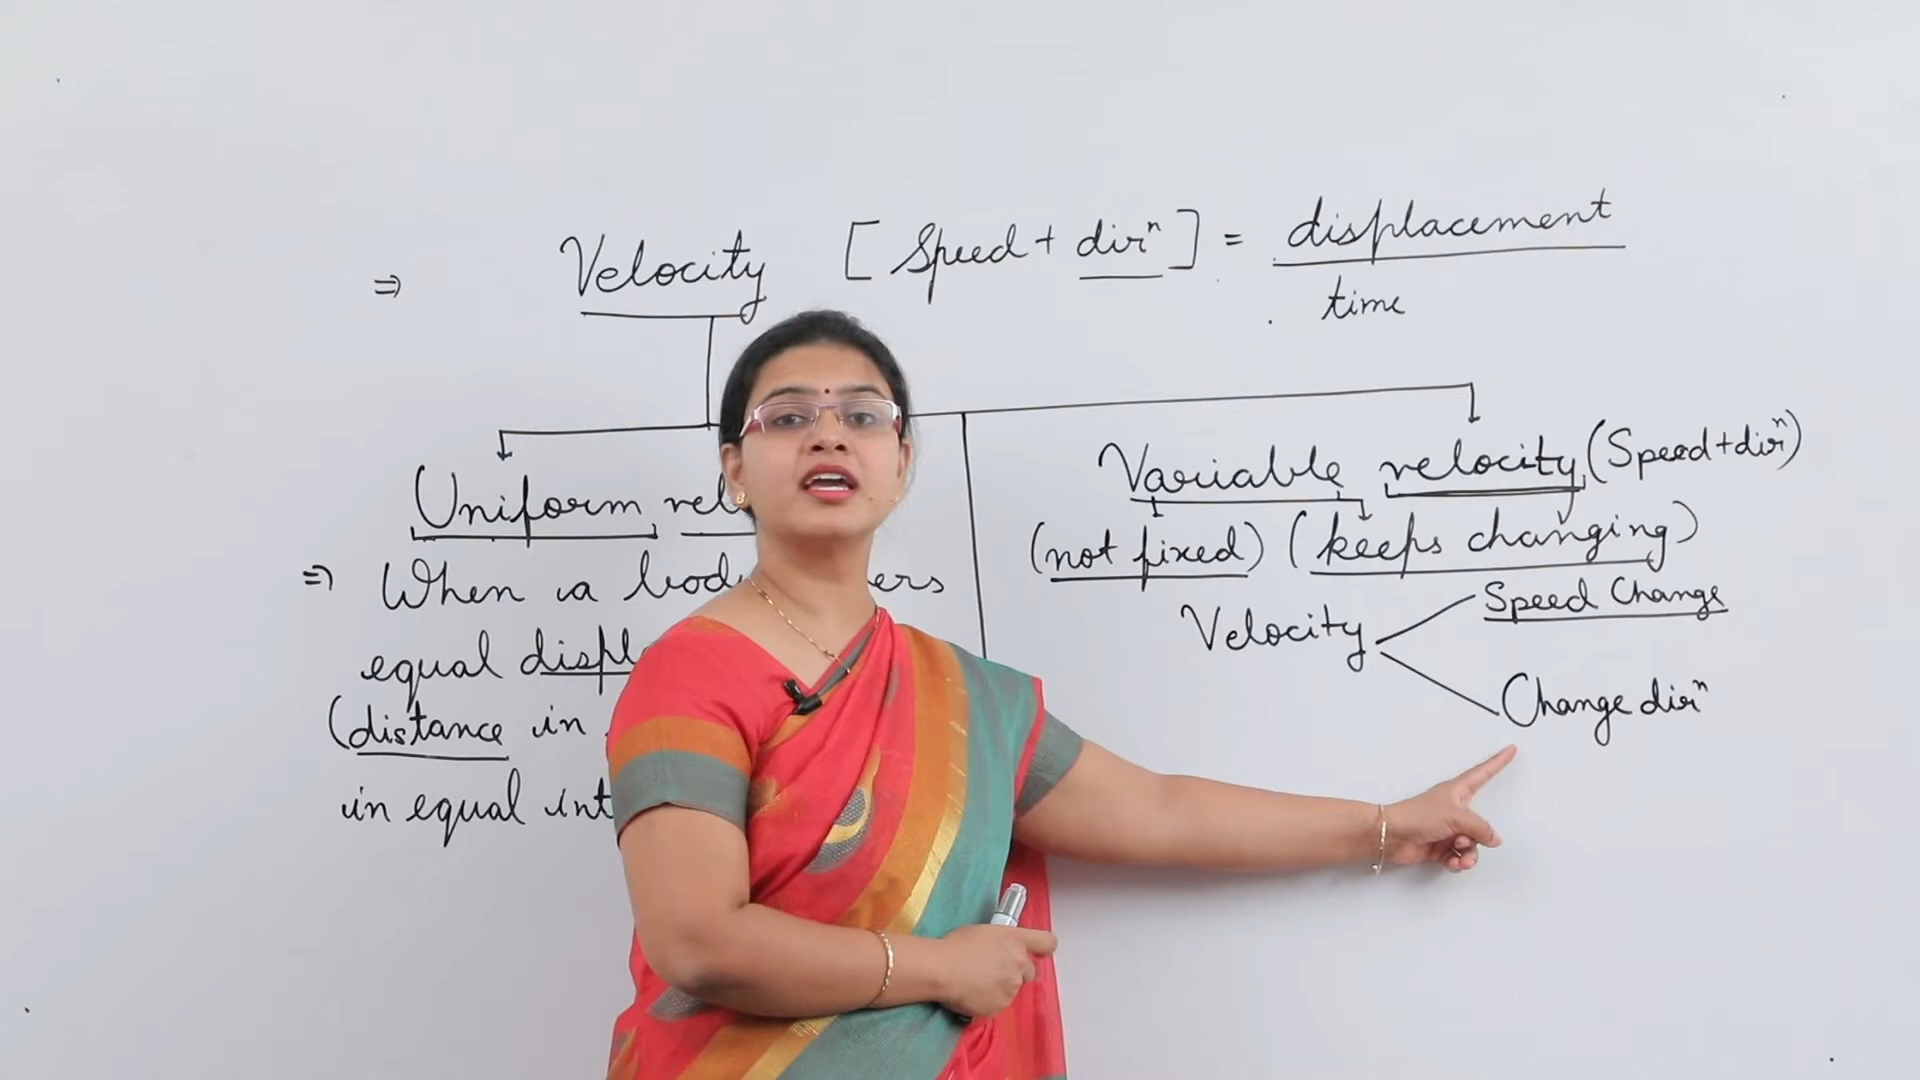 ⇒ Velocity [Speed + dirⁿ] = displacement
time
Uniform
⇒ When a
equal
(distance in
in equal
Variable velocity (Speed+dirⁿ)
(not fixed) (keeps changing)
Velocity
Speed Change
Change dirⁿ